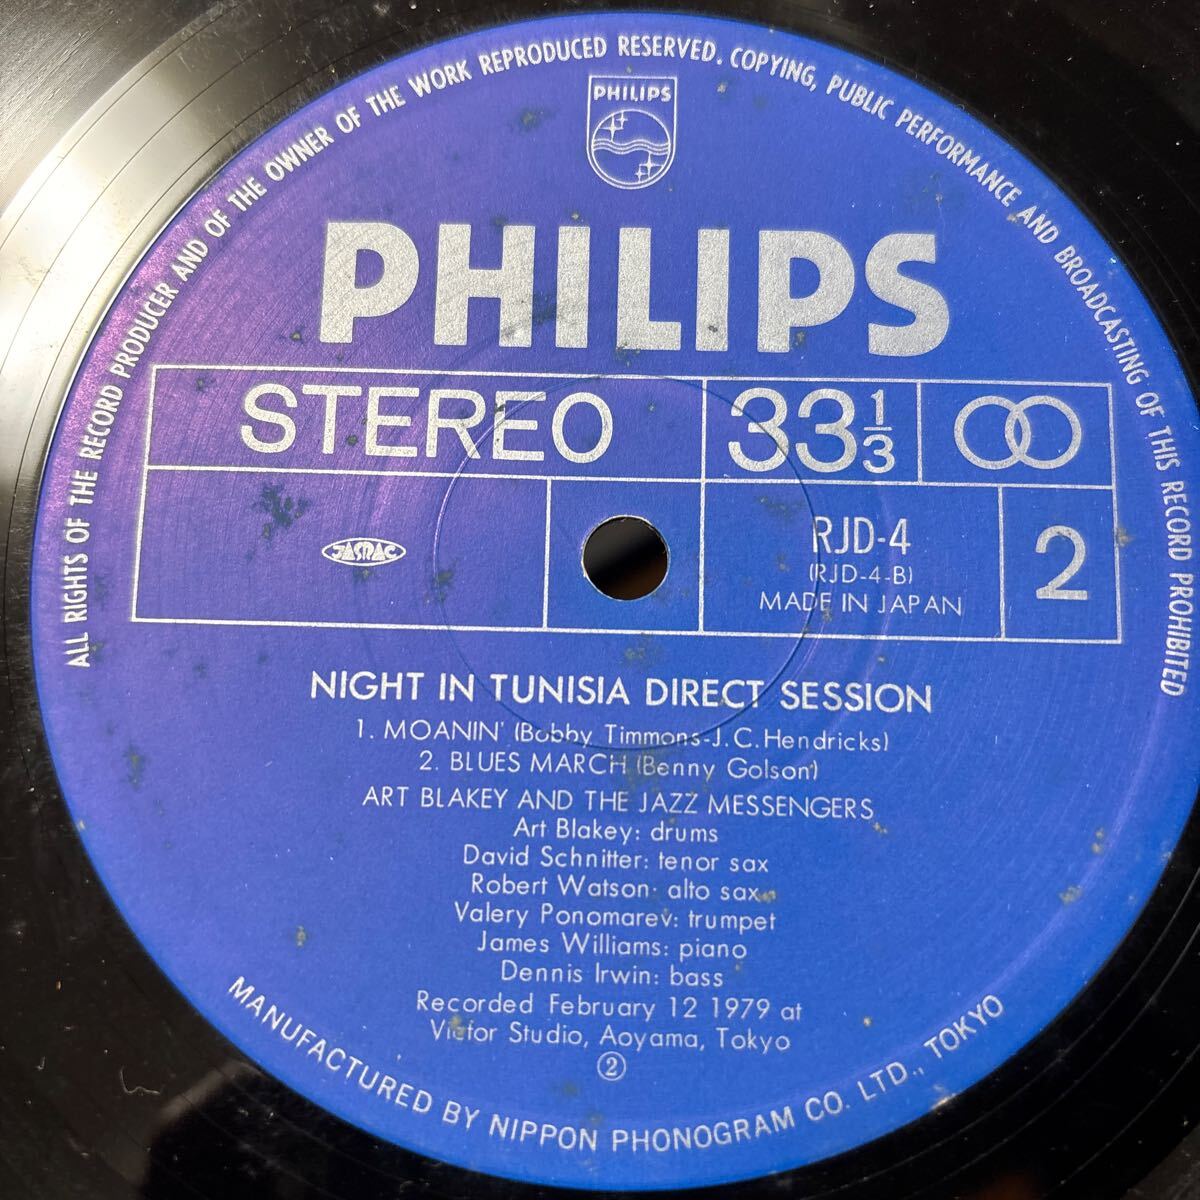 ALL RIGHTS OF THE RECORD PRODUCER AND OF THE OWNER OF THE WORK REPRODUCED RESERVED. COPYING, PUBLIC PERFORMANCE AND BROADCASTING OF THIS RECORD PROHIBITED
PHILIPS
PHILIPS
STEREO
33 1/3
JASRAC
RJD-4
(RJD-4-B)
MADE IN JAPAN
2
NIGHT IN TUNISIA DIRECT SESSION
1. MOANIN' (Bobby Timmons-J.C.Hendricks)
2. BLUES MARCH (Benny Golson)
ART BLAKEY AND THE JAZZ MESSENGERS
Art Blakey: drums
David Schnitter: tenor sax
Robert Watson: alto sax
Valery Ponomarev: trumpet
James Williams: piano
Dennis Irwin: bass
Recorded February 12 1979 at
Victor Studio, Aoyama, Tokyo
②
MANUFACTURED BY NIPPON PHONOGRAM CO. LTD., TOKYO